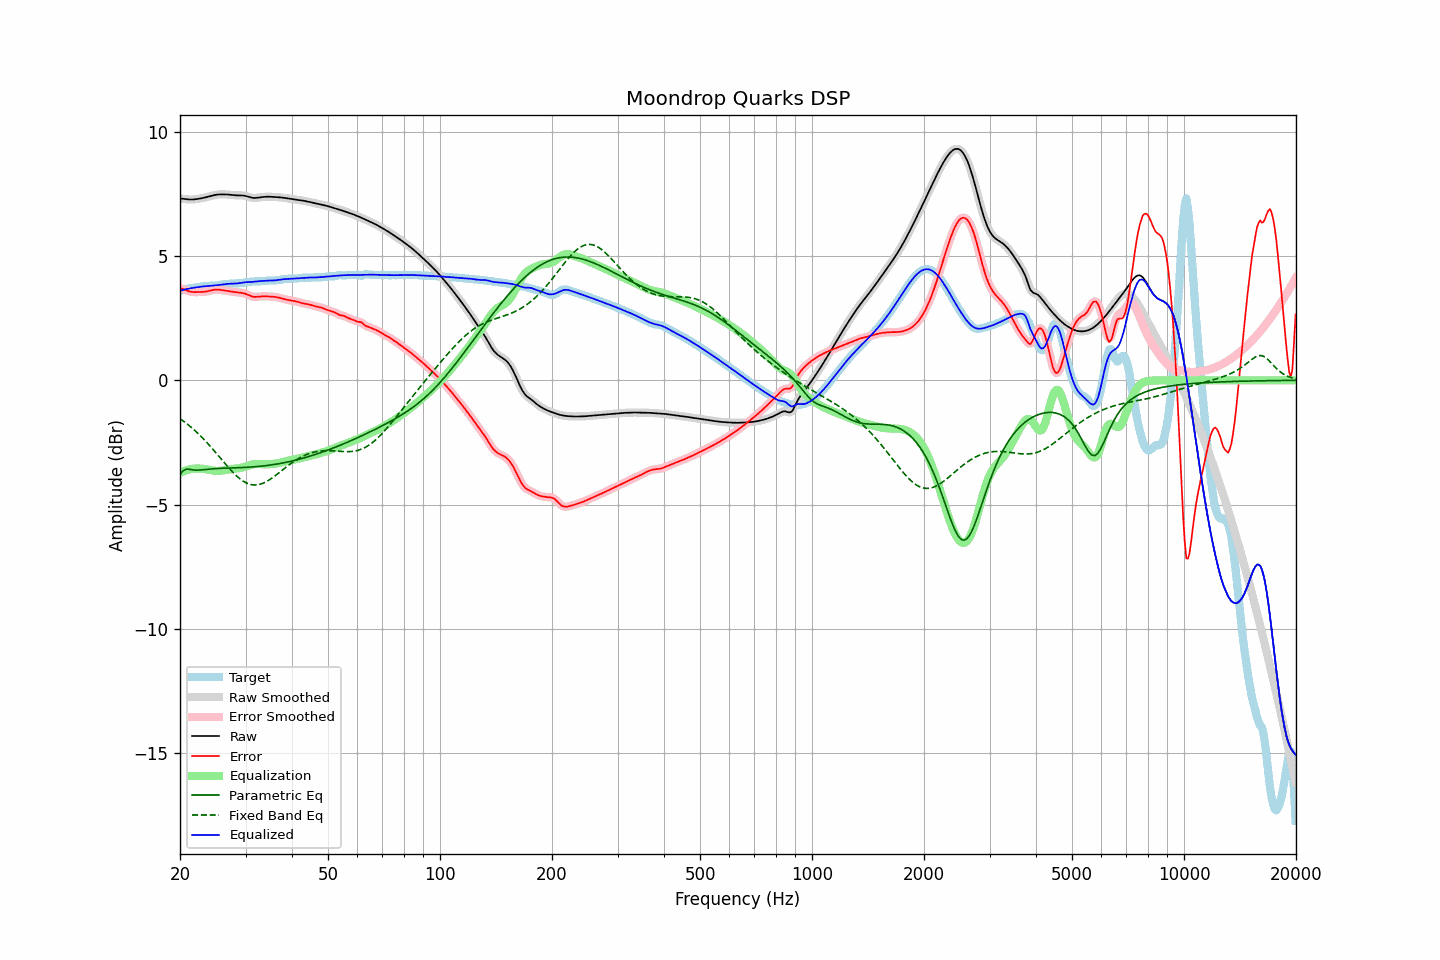 Moondrop Quarks DSP
10
5
0
−5
−10
−15
Amplitude (dBr)
Target
Raw Smoothed
Error Smoothed
Raw
Error
Equalization
Parametric Eq
Fixed Band Eq
Equalized
20 50 100 200 500 1000 2000 5000 10000 20000
Frequency (Hz)